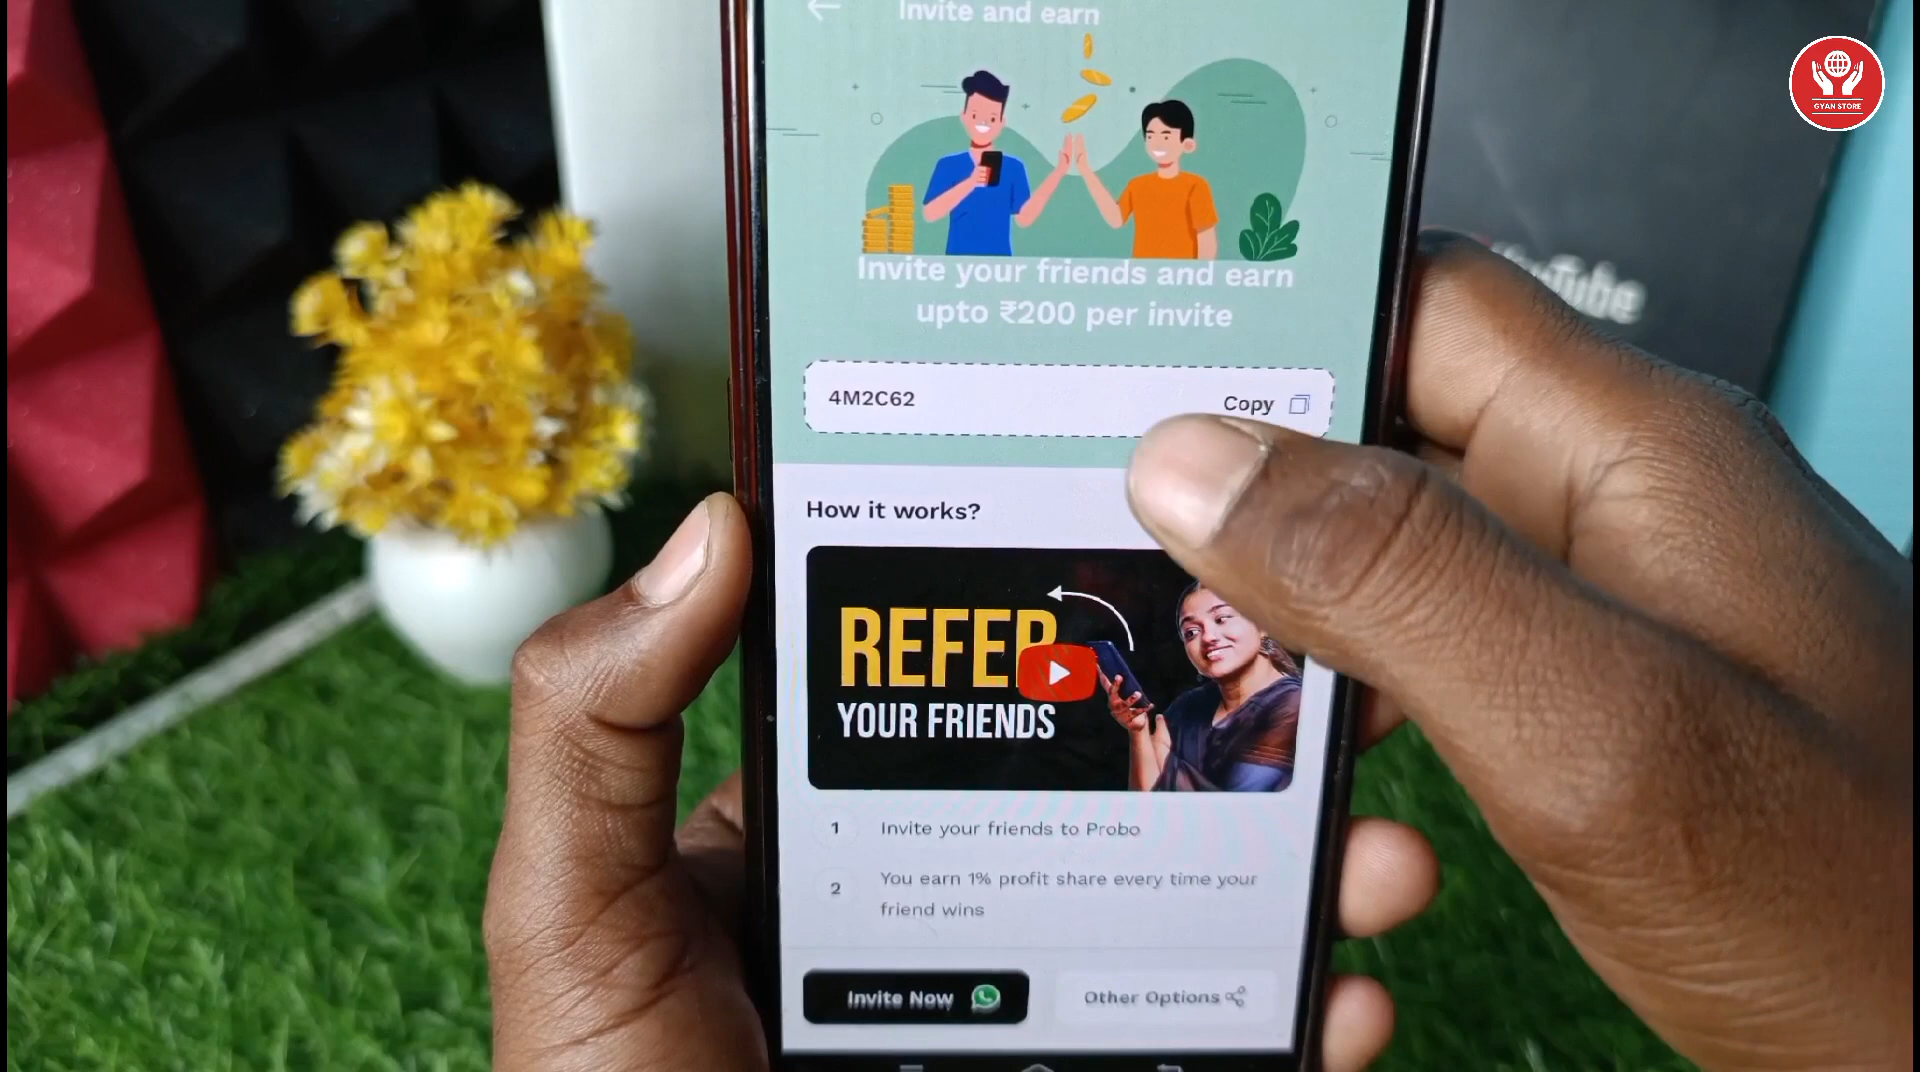 Invite and earn
GYAN STORE
Invite your friends and earn
upto ₹200 per invite
4M2C62
Copy
How it works?
REFER
YOUR FRIENDS
1 Invite your friends to Probo
2 You earn 1% profit share every time your
friend wins
Invite Now
Other Options